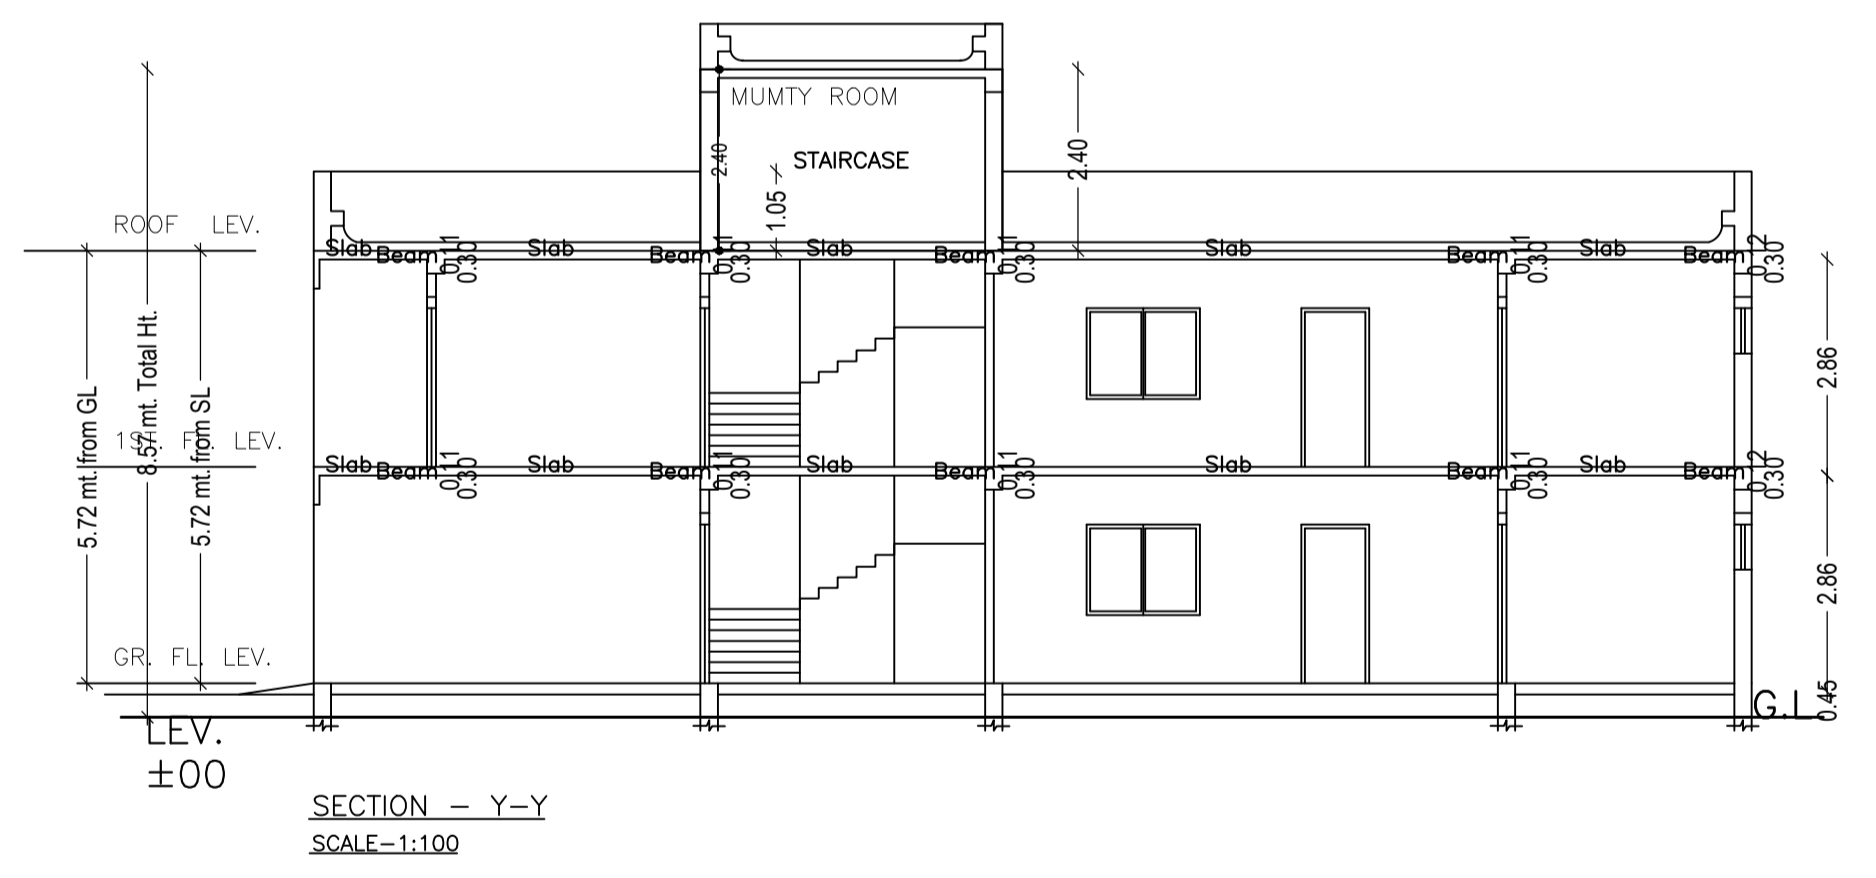 MUMTY ROOM
STAIRCASE
2.40
1.05
2.40
ROOF LEV.
Slab Beam 0.11 0.30 Slab Beam 0.11 0.30 Slab Beam 0.11 0.30 Slab Beam 0.11 0.30 Slab Beam 0.12 0.30
5.72 mt. from GL
8.57 mt. Total Ht.
5.72 mt. from SL
2.86
FL. LEV.
Slab Beam 0.11 0.30 Slab Beam 0.11 0.30 Slab Beam 0.11 0.30 Slab Beam 0.11 0.30 Slab Beam 0.12 0.30
2.86
GR. FL. LEV.
0.45
G.L
LEV.
±00
SECTION - Y-Y
SCALE-1:100